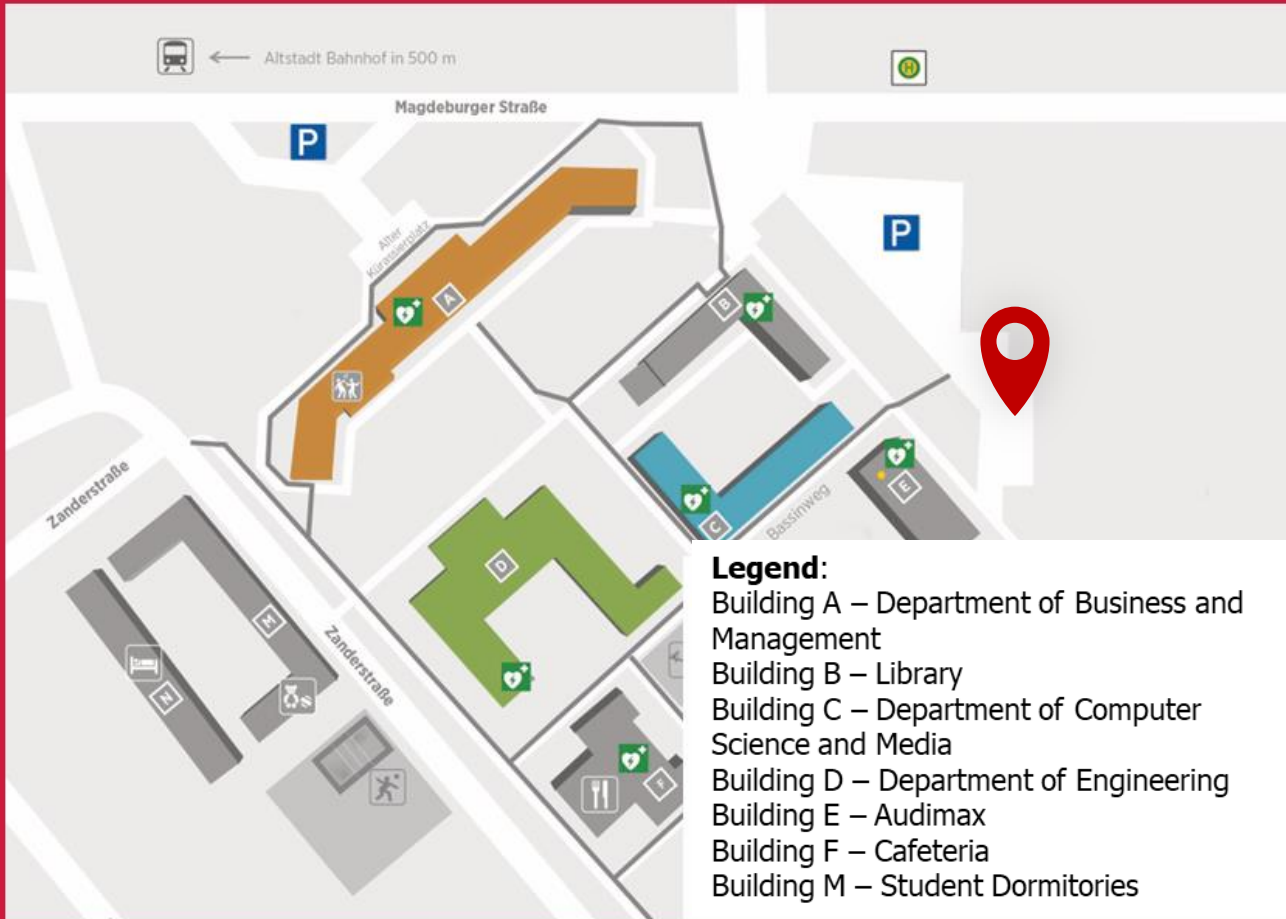 Altstadt Bahnhof in 500 m
H
Magdeburger Straße
P
P
Alter
Kürassierplatz
A
B
C
Bassinweg
E
D
Zanderstraße
M
Zanderstraße
N
F
Legend:
Building A – Department of Business and
Management
Building B – Library
Building C – Department of Computer
Science and Media
Building D – Department of Engineering
Building E – Audimax
Building F – Cafeteria
Building M – Student Dormitories